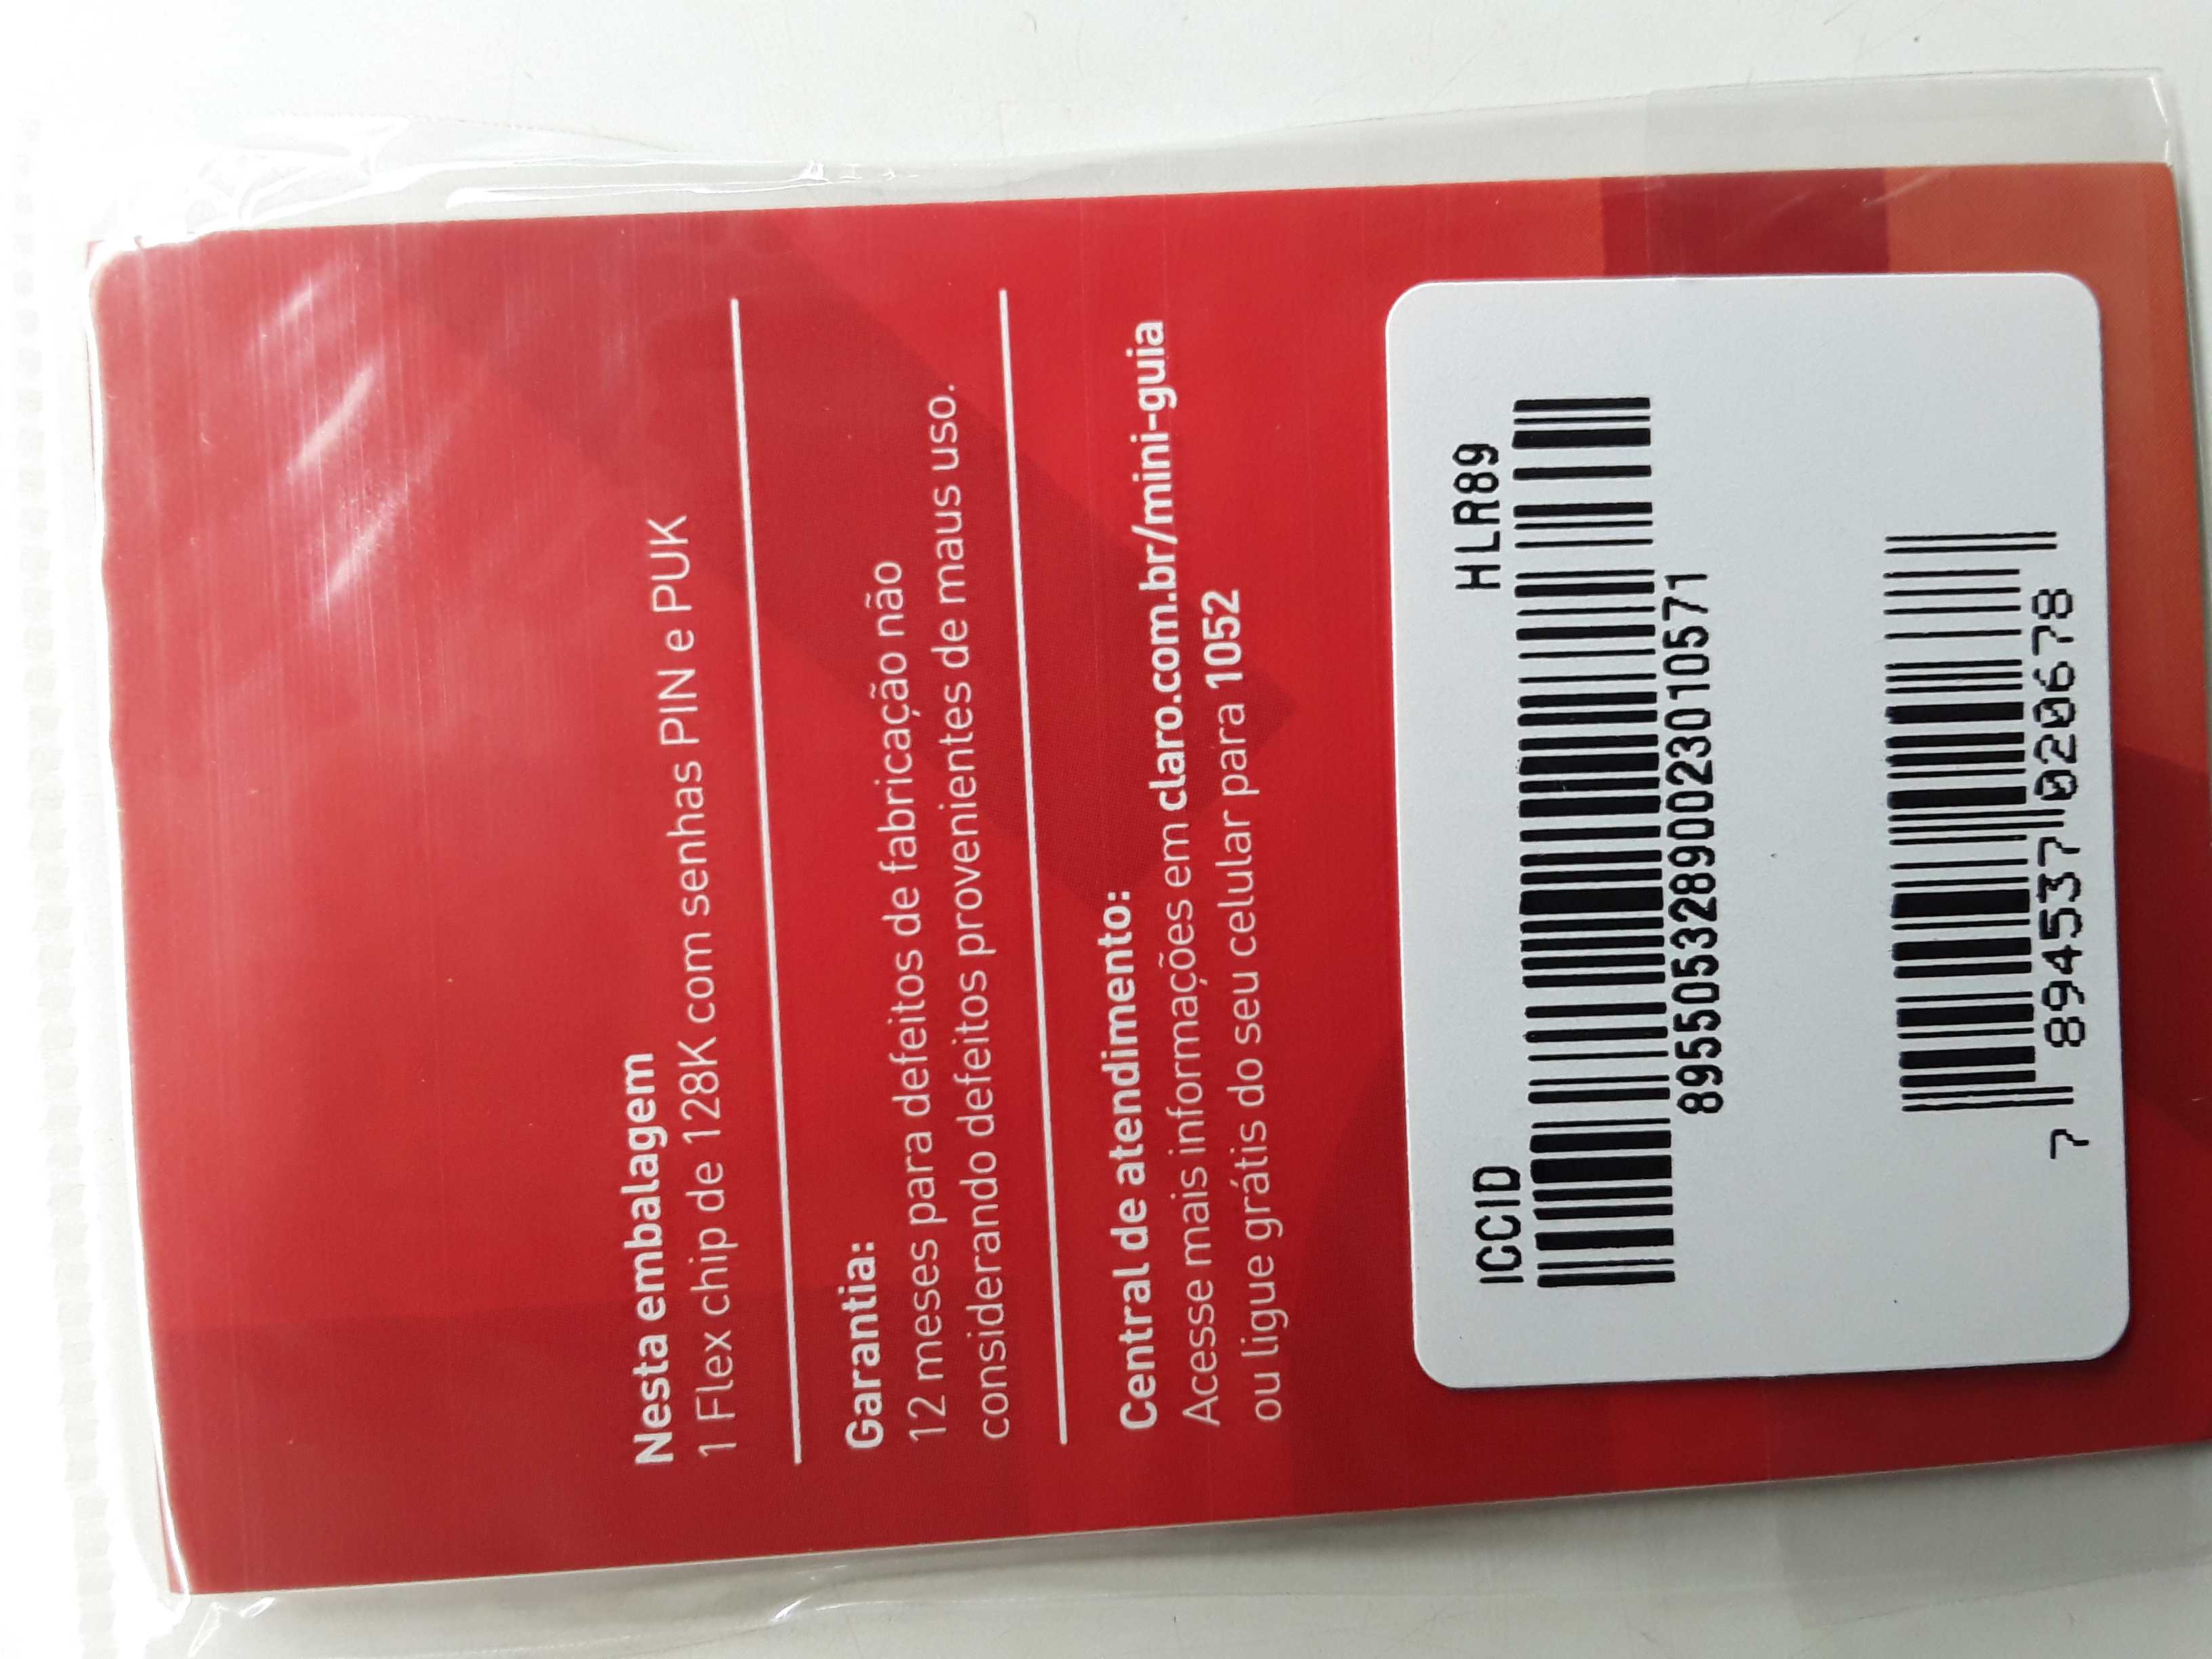 Nesta embalagem
1 Flex chip de 128K com senhas PIN e PUK
Garantia:
12 meses para defeitos de fabricação não
considerando defeitos provenientes de maus uso.
Central de atendimento:
Acesse mais informações em claro.com.br/mini-guia
ou ligue grátis do seu celular para 1052
ICCID HLR89
89550532890023010571
7 894537 020678